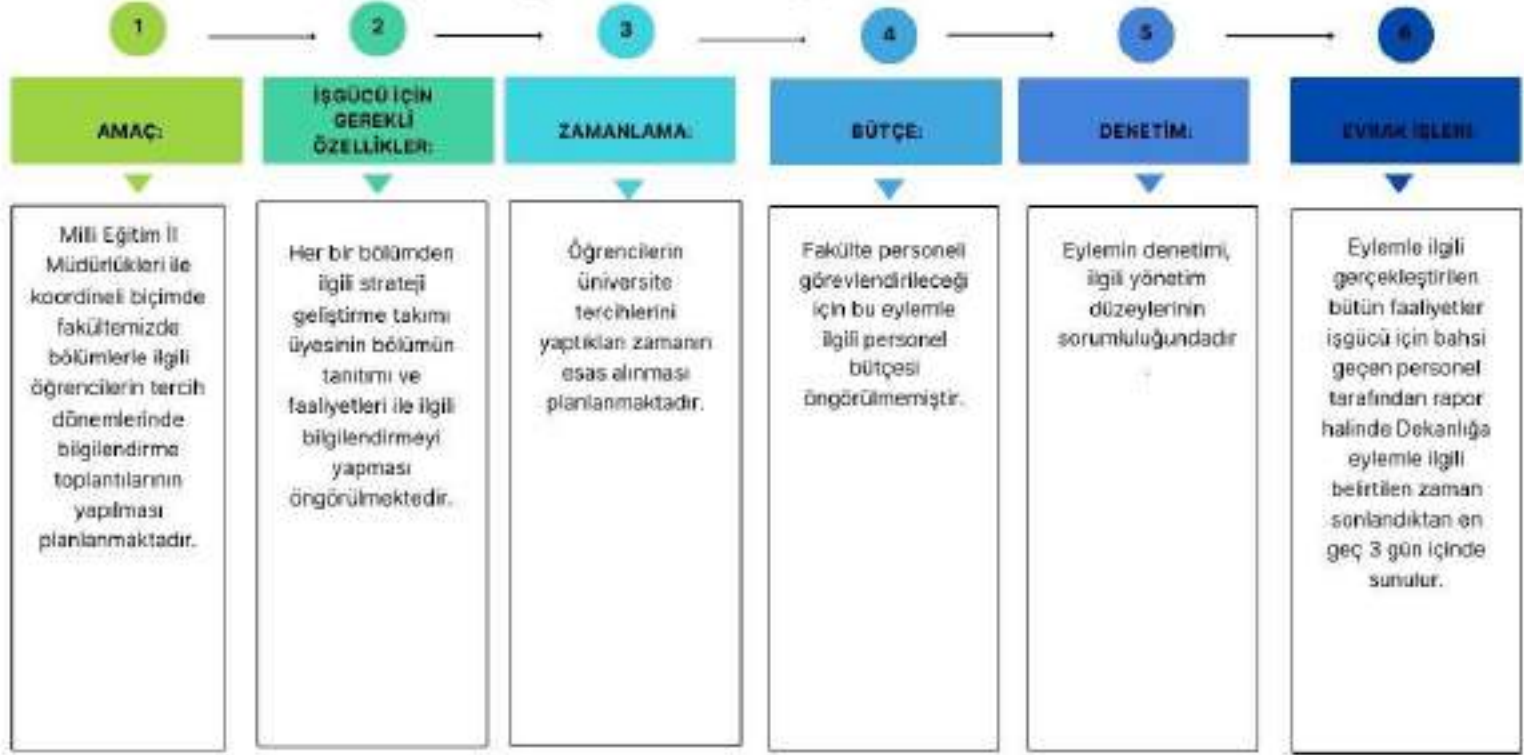 1
2
3
4
5
6
AMAÇ:
Milli Eğitim İl
Müdürlükleri ile
koordineli biçimde
fakültemizde
bölümlerle ilgili
öğrencilerin tercih
dönemlerinde
bilgilendirme
toplantılarının
yapılması
planlanmaktadır.
İŞGÜCÜ İÇİN
GEREKLİ
ÖZELLİKLER:
Her bir bölümden
ilgili strateji
geliştirme takımı
üyesinin bölümün
tanıtımı ve
faaliyetleri ile ilgili
bilgilendirmeyi
yapması
öngörülmektedir.
ZAMANLAMA:
Öğrencilerin
üniversite
tercihlerini
yaptıkları zamanın
esas alınması
planlanmaktadır.
BÜTÇE:
Fakülte personeli
görevlendirileceği
için bu eylemle
ilgili personel
bütçesi
öngörülmemiştir.
DENETİM:
Eylemin denetimi,
ilgili yönetim
düzeylerinin
sorumluluğundadır
.
EVRAK İŞLERİ:
Eylemle ilgili
gerçekleştirilen
bütün faaliyetler
işgücü için bahsi
geçen personel
tarafından rapor
halinde Dekanlığa
eylemle ilgili
belirtilen zaman
sonlandıktan en
geç 3 gün içinde
sunulur.